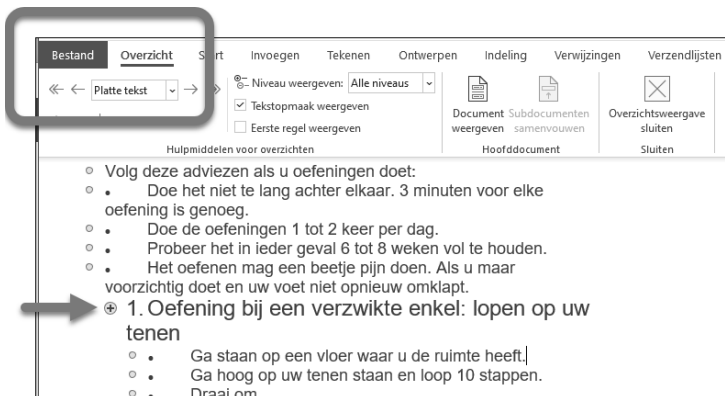 Bestand Overzicht Invoegen Tekenen Ontwerpen Indeling Verwijzingen Verzendlijsten
Platte tekst
Niveau weergeven: Alle niveaus
Tekstopmaak weergeven
Eerste regel weergeven
Document weergeven
Subdocumenten samenvouwen
Overzichtsweergave sluiten
Hulpmiddelen voor overzichten Hoofddocument Sluiten
Volg deze adviezen als u oefeningen doet:
• Doe het niet te lang achter elkaar. 3 minuten voor elke
oefening is genoeg.
• Doe de oefeningen 1 tot 2 keer per dag.
• Probeer het in ieder geval 6 tot 8 weken vol te houden.
• Het oefenen mag een beetje pijn doen. Als u maar
voorzichtig doet en uw voet niet opnieuw omklapt.
1. Oefening bij een verzwikte enkel: lopen op uw
tenen
• Ga staan op een vloer waar u de ruimte heeft.
• Ga hoog op uw tenen staan en loop 10 stappen.
• Draai om